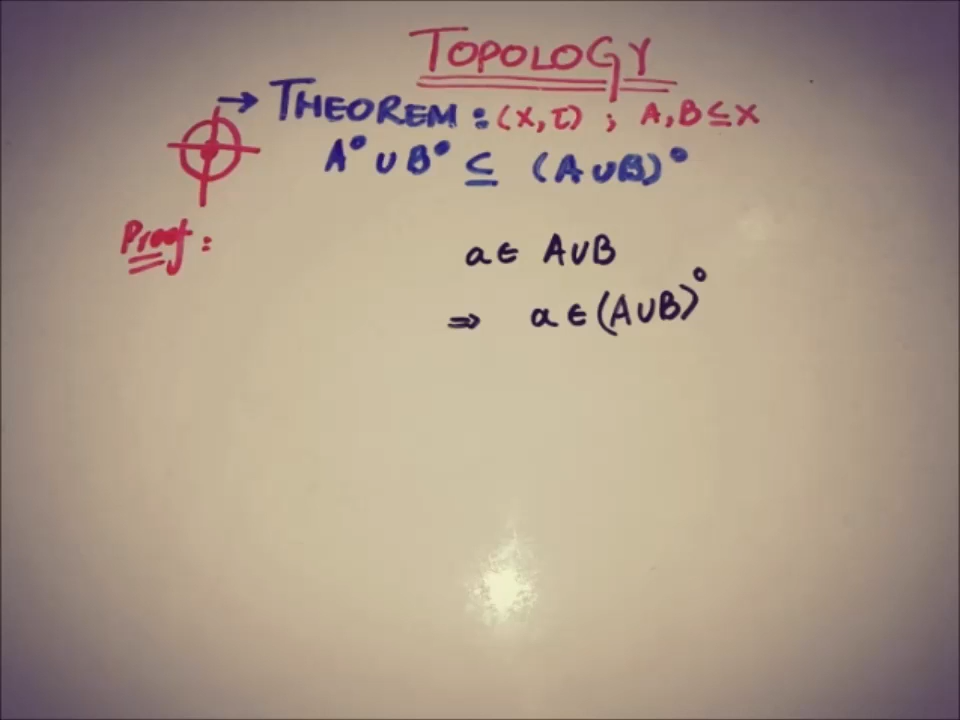 TOPOLOGY
→ THEOREM : (X, τ) ; A, B ⊆ X
A° ∪ B° ⊆ (A ∪ B)°
Proof :
a ∈ A ∪ B
⇒ a ∈ (A ∪ B)°